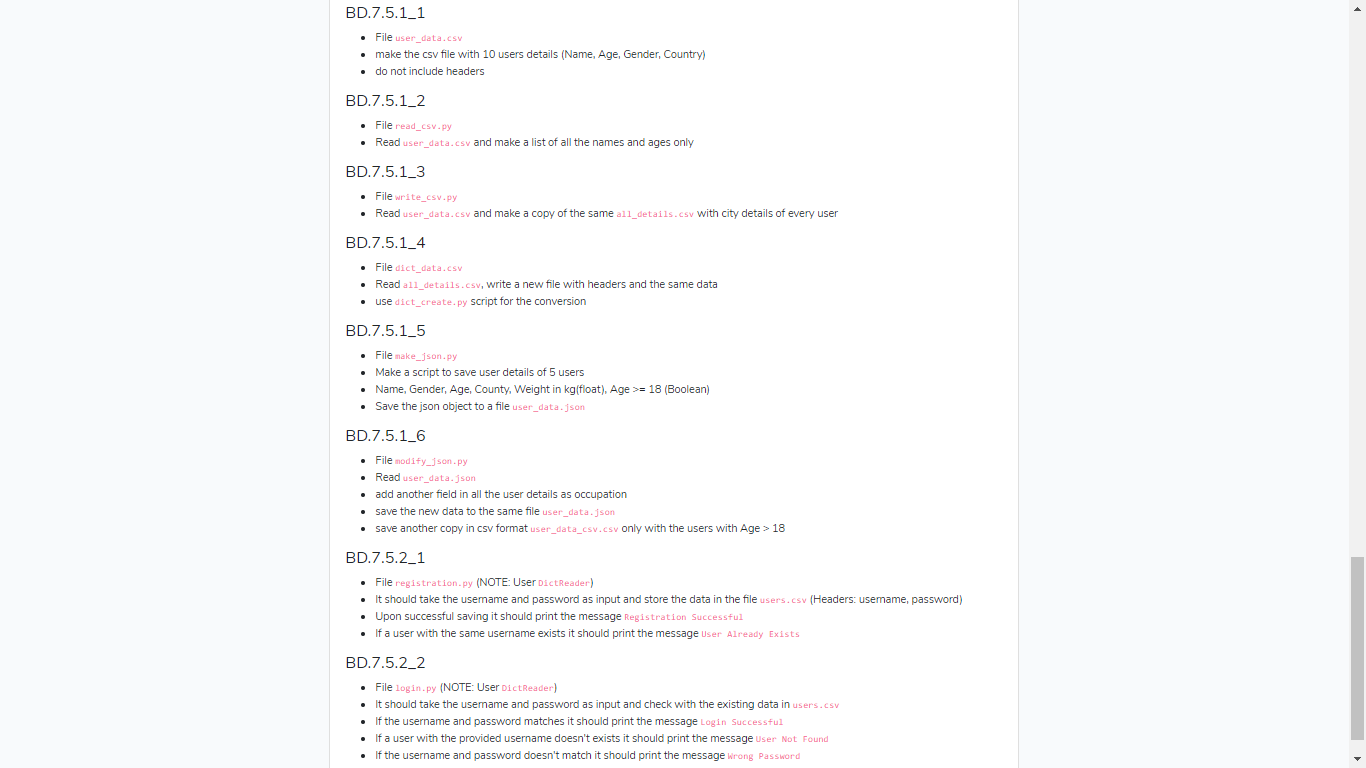 BD.7.5.1_1
File user_data.csv
make the csv file with 10 users details (Name, Age, Gender, Country)
do not include headers
BD.7.5.1_2
File read_csv.py
Read user_data.csv and make a list of all the names and ages only
BD.7.5.1_3
File write_csv.py
Read user_data.csv and make a copy of the same all_details.csv with city details of every user
BD.7.5.1_4
File dict_data.csv
Read all_details.csv, write a new file with headers and the same data
use dict_create.py script for the conversion
BD.7.5.1_5
File make_json.py
Make a script to save user details of 5 users
Name, Gender, Age, County, Weight in kg(float), Age >= 18 (Boolean)
Save the json object to a file user_data.json
BD.7.5.1_6
File modify_json.py
Read user_data.json
add another field in all the user details as occupation
save the new data to the same file user_data.json
save another copy in csv format user_data_csv.csv only with the users with Age > 18
BD.7.5.2_1
File registration.py (NOTE: User DictReader)
It should take the username and password as input and store the data in the file users.csv (Headers: username, password)
Upon successful saving it should print the message Registration Successful
If a user with the same username exists it should print the message User Already Exists
BD.7.5.2_2
File login.py (NOTE: User DictReader)
It should take the username and password as input and check with the existing data in users.csv
If the username and password matches it should print the message Login Successful
If a user with the provided username doesn't exists it should print the message User Not Found
If the username and password doesn't match it should print the message Wrong Password